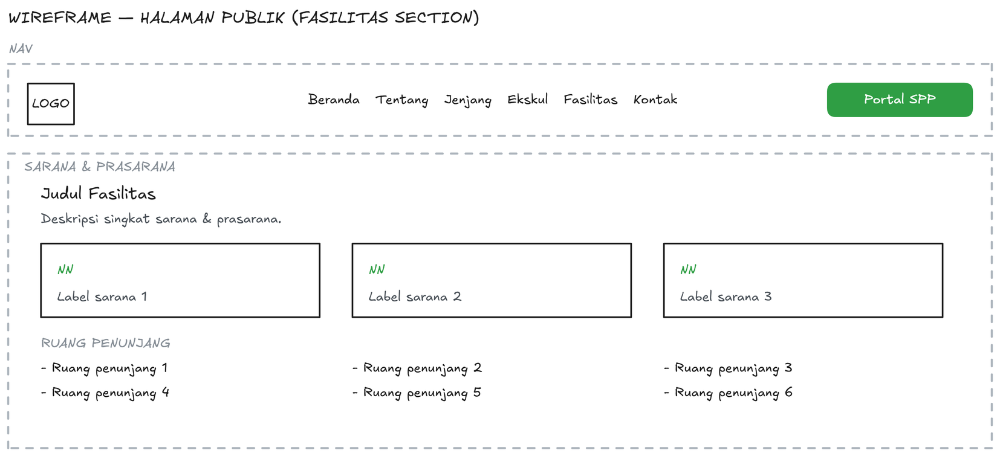 WIREFRAME — HALAMAN PUBLIK (FASILITAS SECTION)
NAV
LOGO
Beranda Tentang Jenjang Ekskul Fasilitas Kontak
Portal SPP
SARANA & PRASARANA
Judul Fasilitas
Deskripsi singkat sarana & prasarana.
NN
Label sarana 1
NN
Label sarana 2
NN
Label sarana 3
RUANG PENUNJANG
- Ruang penunjang 1
- Ruang penunjang 2
- Ruang penunjang 3
- Ruang penunjang 4
- Ruang penunjang 5
- Ruang penunjang 6